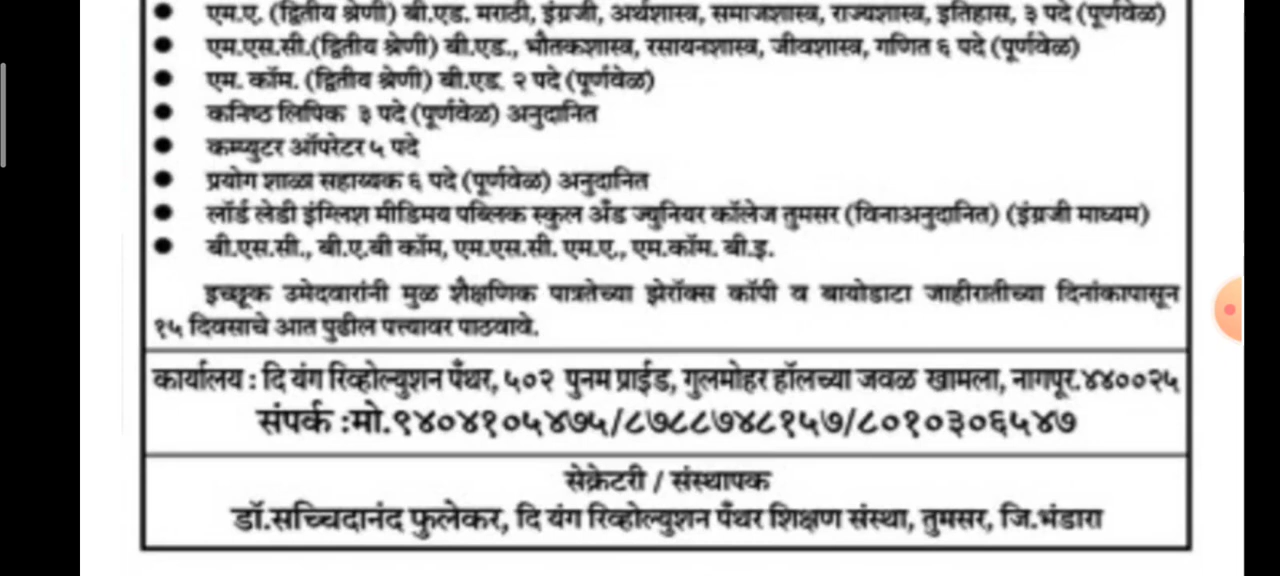 एम.ए. (द्वितीय श्रेणी) बी.एड. मराठी, इंग्रजी, अर्थशास्त्र, समाजशास्त्र, राज्यशास्त्र, इतिहास, ३ पदे (पूर्णवेळ)
एम.एस.सी.(द्वितीय श्रेणी) बी.एड., भौतकशास्त्र, रसायनशास्त्र, जीवशास्त्र, गणित ६ पदे (पूर्णवेळ)
एम. कॉम. (द्वितीय श्रेणी) बी.एड. २ पदे (पूर्णवेळ)
कनिष्ठ लिपिक ३ पदे (पूर्णवेळ) अनुदानित
कम्प्युटर ऑपरेटर ५ पदे
प्रयोग शाळा सहाय्यक ६ पदे (पूर्णवेळ) अनुदानित
लॉर्ड लेडी इंग्लिश मीडिमय पब्लिक स्कुल अँड ज्युनियर कॉलेज तुमसर (विनाअनुदानित) (इंग्रजी माध्यम)
बी.एस.सी., बी.ए.बी कॉम, एम.एस.सी. एम.ए., एम.कॉम. बी.इ.
इच्छूक उमेदवारांनी मुळ शैक्षणिक पात्रतेच्या झेरॉक्स कॉपी व बायोडाटा जाहीरातीच्या दिनांकापासून
१५ दिवसाचे आत पुढील पत्त्यावर पाठवावे.
कार्यालय : दि यंग रिव्होल्युशन पँथर, ५०२ पुनम प्राईड, गुलमोहर हॉलच्या जवळ खामला, नागपूर.४४००२५
संपर्क :मो.९४०४१०५४७५/८७८८७४८१५७/८०१०३०६५४७
सेक्रेटरी / संस्थापक
डॉ.सच्चिदानंद फुलेकर, दि यंग रिव्होल्युशन पँथर शिक्षण संस्था, तुमसर, जि.भंडारा